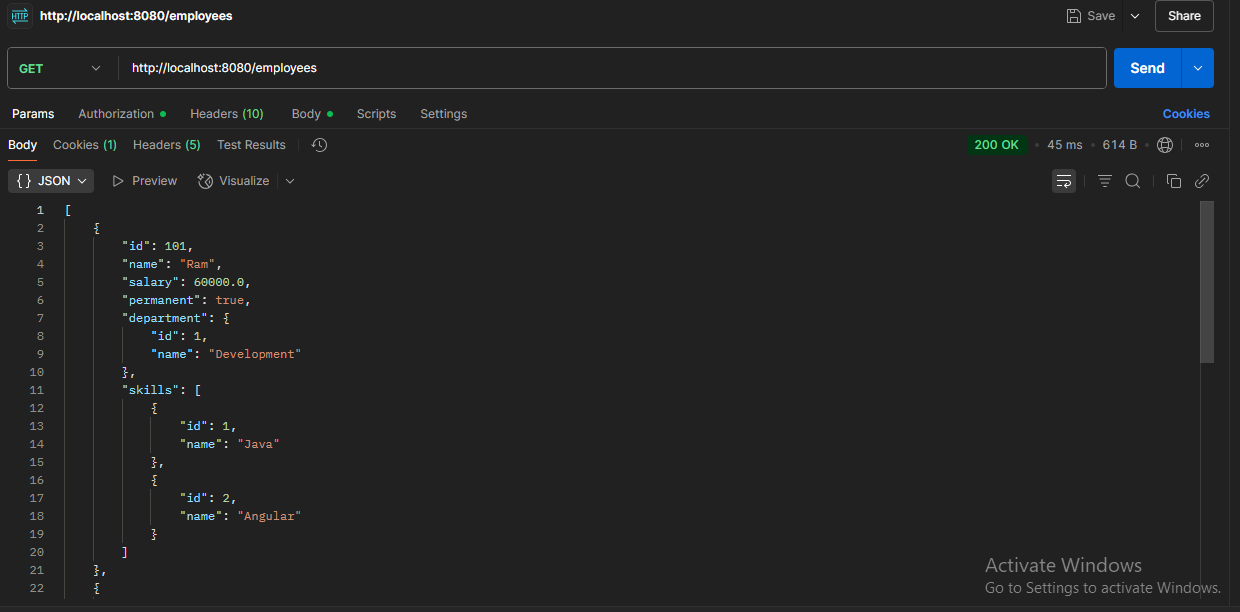 HTTP http://localhost:8080/employees Save Share
GET http://localhost:8080/employees Send
Params Authorization Headers (10) Body Scripts Settings Cookies
Body Cookies (1) Headers (5) Test Results 200 OK 45 ms 614 B
{} JSON Preview Visualize
1 [
2 {
3 "id": 101,
4 "name": "Ram",
5 "salary": 60000.0,
6 "permanent": true,
7 "department": {
8 "id": 1,
9 "name": "Development"
10 },
11 "skills": [
12 {
13 "id": 1,
14 "name": "Java"
15 },
16 {
17 "id": 2,
18 "name": "Angular"
19 }
20 ]
21 },
22 {
Activate Windows
Go to Settings to activate Windows.